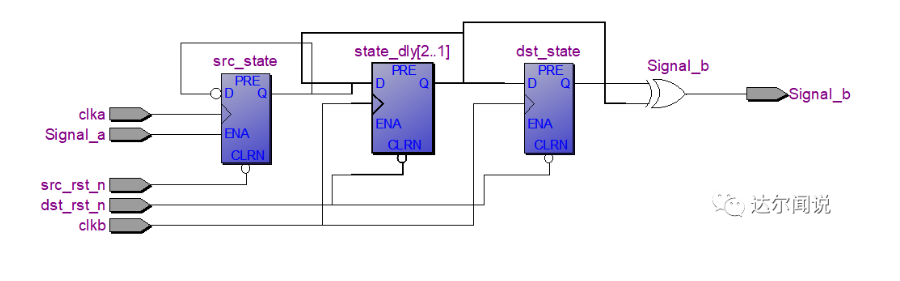 src_state
state_dly[2..1]
dst_state
Signal_b
PRE
D
Q
ENA
CLRN
PRE
D
Q
ENA
CLRN
PRE
D
Q
ENA
CLRN
clka
Signal_a
src_rst_n
dst_rst_n
clkb
Signal_b
达尔闻说